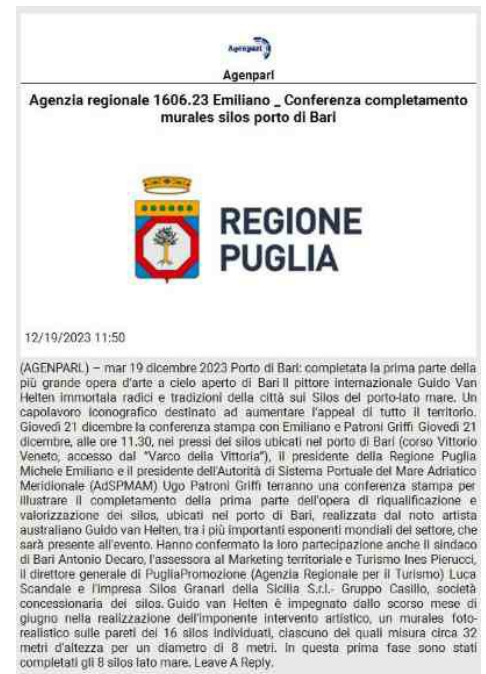 Agenparl
Agenparl
Agenzia regionale 1606.23 Emiliano _ Conferenza completamento
murales silos porto di Bari
REGIONE
PUGLIA
12/19/2023 11:50
(AGENPARL) – mar 19 dicembre 2023 Porto di Bari: completata la prima parte della
più grande opera d'arte a cielo aperto di Bari Il pittore internazionale Guido Van
Helten immortala radici e tradizioni della città sui Silos del porto-lato mare. Un
capolavoro iconografico destinato ad aumentare l'appeal di tutto il territorio.
Giovedì 21 dicembre la conferenza stampa con Emiliano e Patroni Griffi Giovedì 21
dicembre, alle ore 11.30, nei pressi dei silos ubicati nel porto di Bari (corso Vittorio
Veneto, accesso dal "Varco della Vittoria"), il presidente della Regione Puglia
Michele Emiliano e il presidente dell'Autorità di Sistema Portuale del Mare Adriatico
Meridionale (AdSPMAM) Ugo Patroni Griffi terranno una conferenza stampa per
illustrare il completamento della prima parte dell'opera di riqualificazione e
valorizzazione dei silos, ubicati nel porto di Bari, realizzata dal noto artista
australiano Guido van Helten, tra i più importanti esponenti mondiali del settore, che
sarà presente all'evento. Hanno confermato la loro partecipazione anche il sindaco
di Bari Antonio Decaro, l'assessora al Marketing territoriale e Turismo Ines Pierucci,
il direttore generale di PugliaPromozione (Agenzia Regionale per il Turismo) Luca
Scandale e l'impresa Silos Granari della Sicilia S.r.l.- Gruppo Casillo, società
concessionaria dei silos. Guido van Helten è impegnato dallo scorso mese di
giugno nella realizzazione dell'imponente intervento artistico, un murales foto-
realistico sulle pareti dei 16 silos individuati, ciascuno dei quali misura circa 32
metri d'altezza per un diametro di 8 metri. In questa prima fase sono stati
completati gli 8 silos lato mare. Leave A Reply.